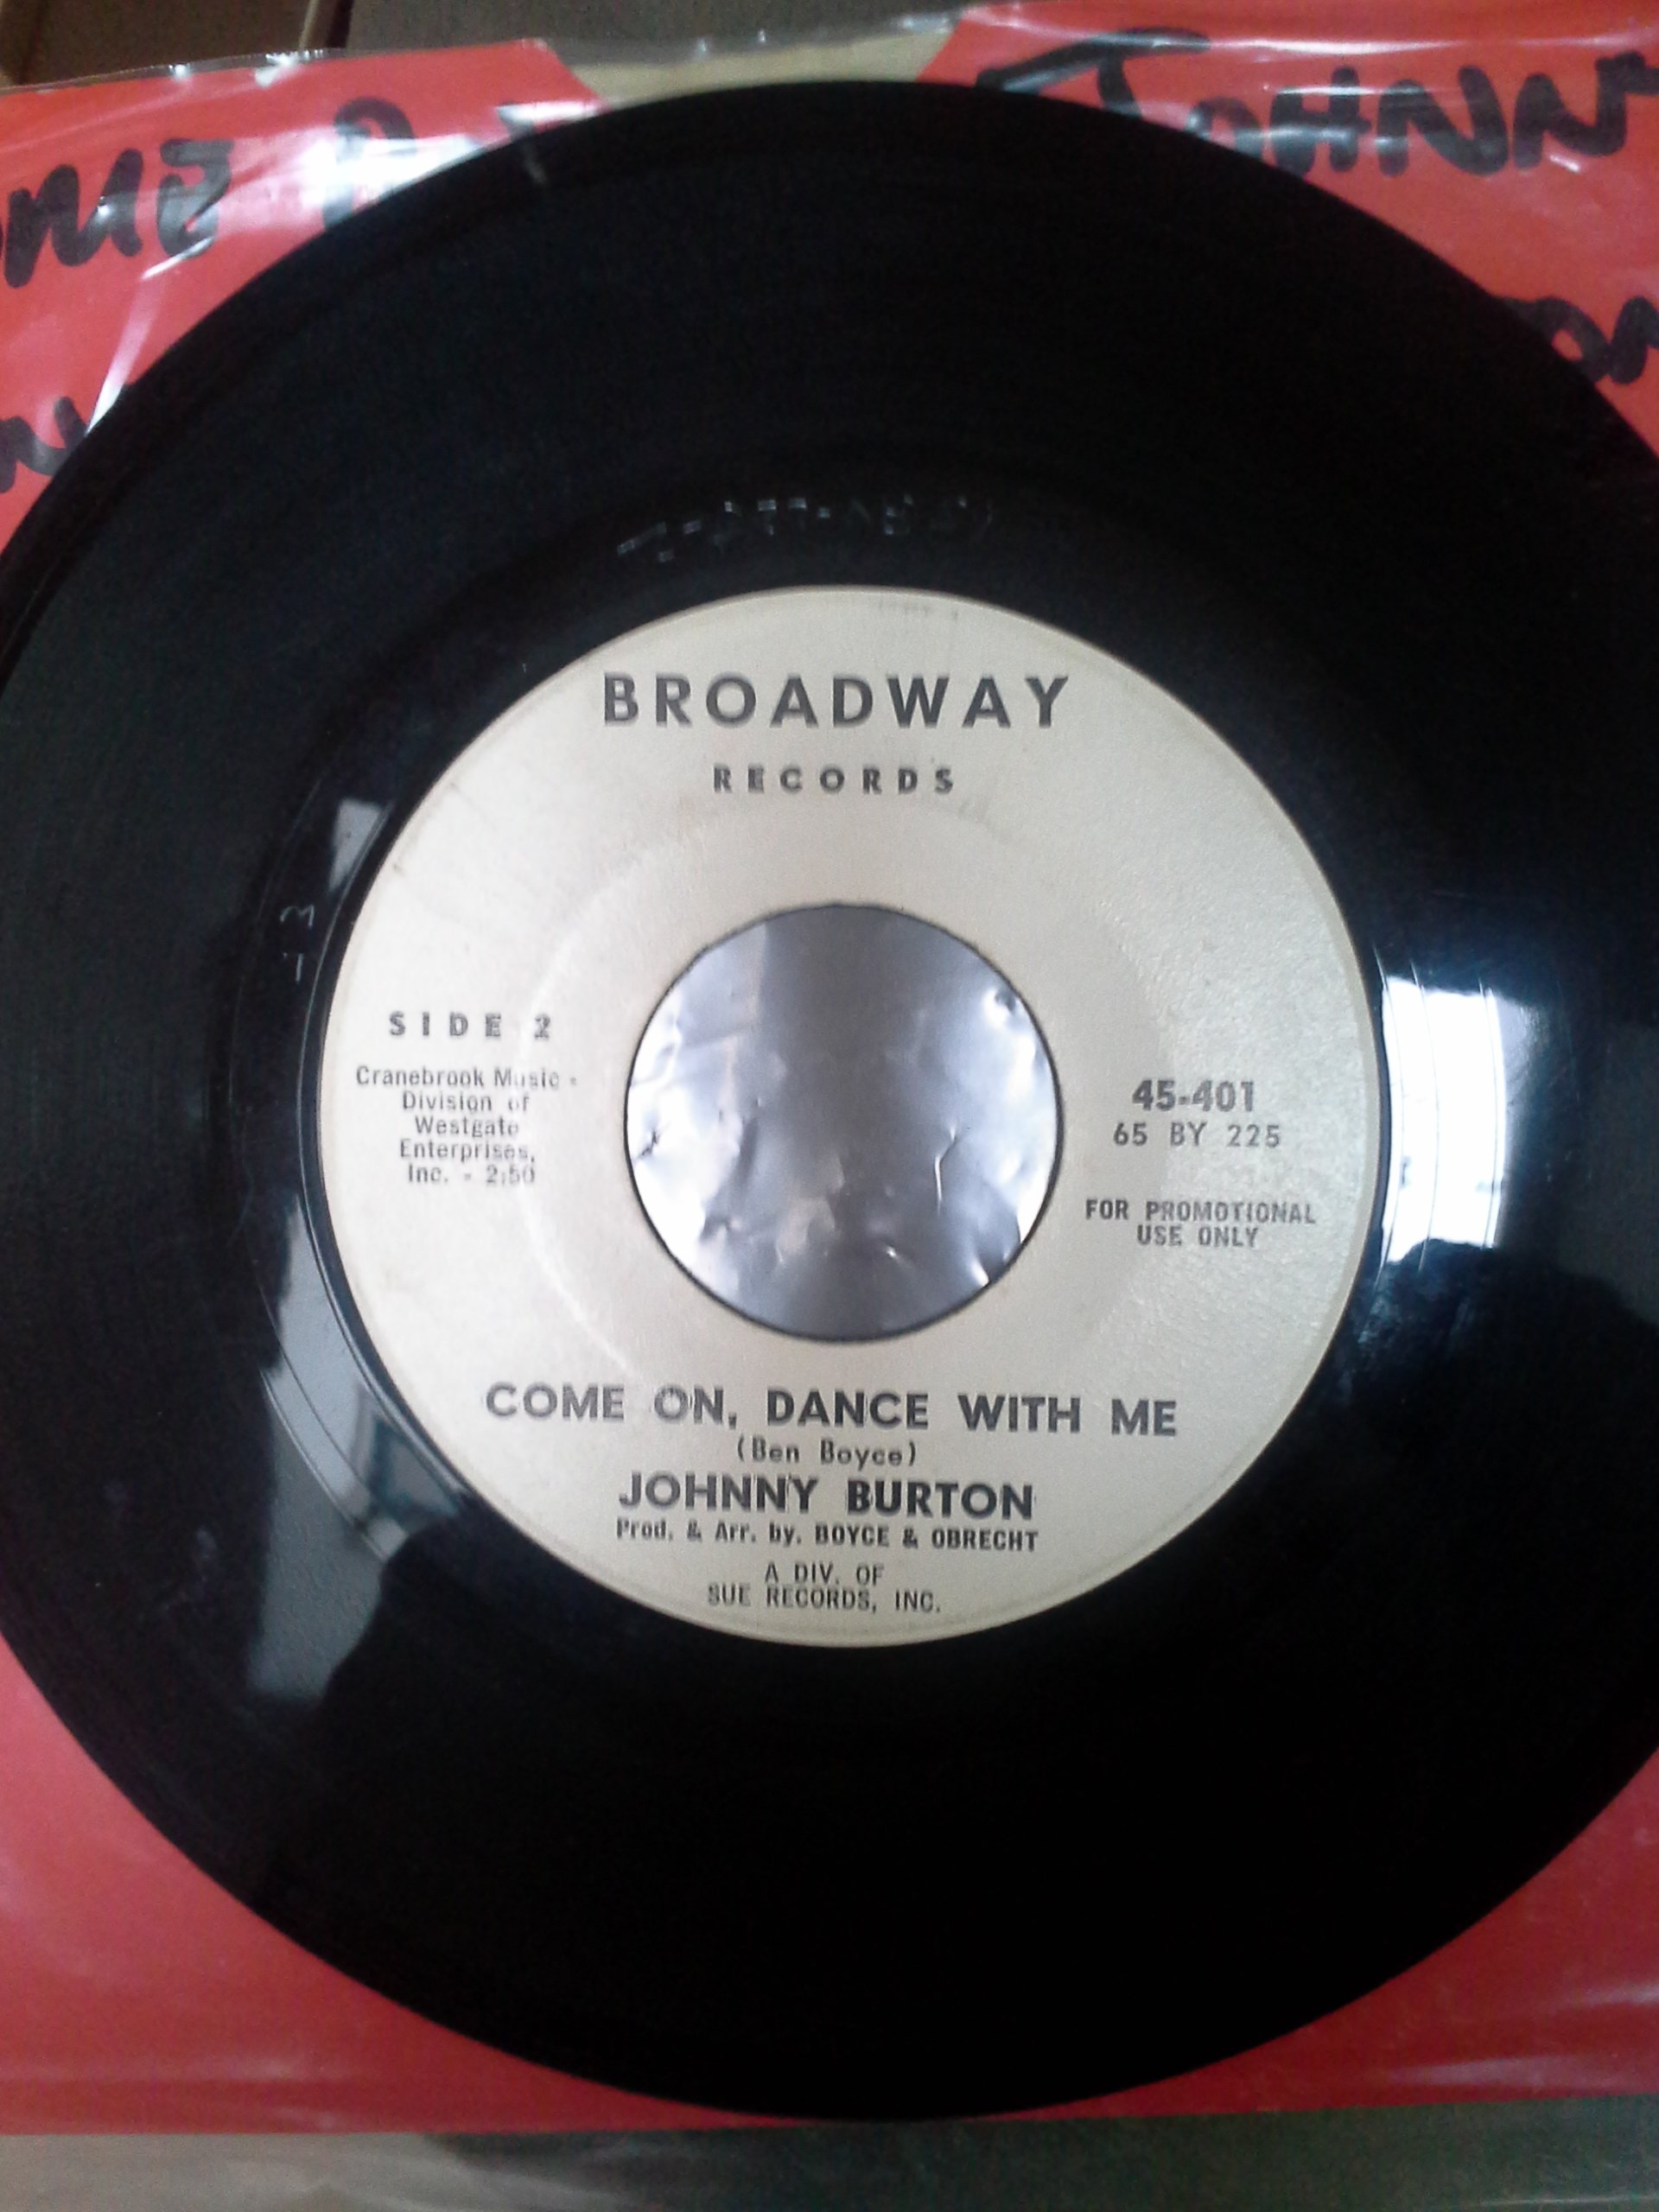 JOHNN
BROADWAY
RECORDS
SIDE 2
Cranebrook Music -
Division of
Westgate
Enterprises,
Inc. - 2:50
45-401
65 BY 225
FOR PROMOTIONAL
USE ONLY
COME ON, DANCE WITH ME
(Ben Boyce)
JOHNNY BURTON
Prod. & Arr. by. BOYCE & OBRECHT
A DIV. OF
SUE RECORDS, INC.